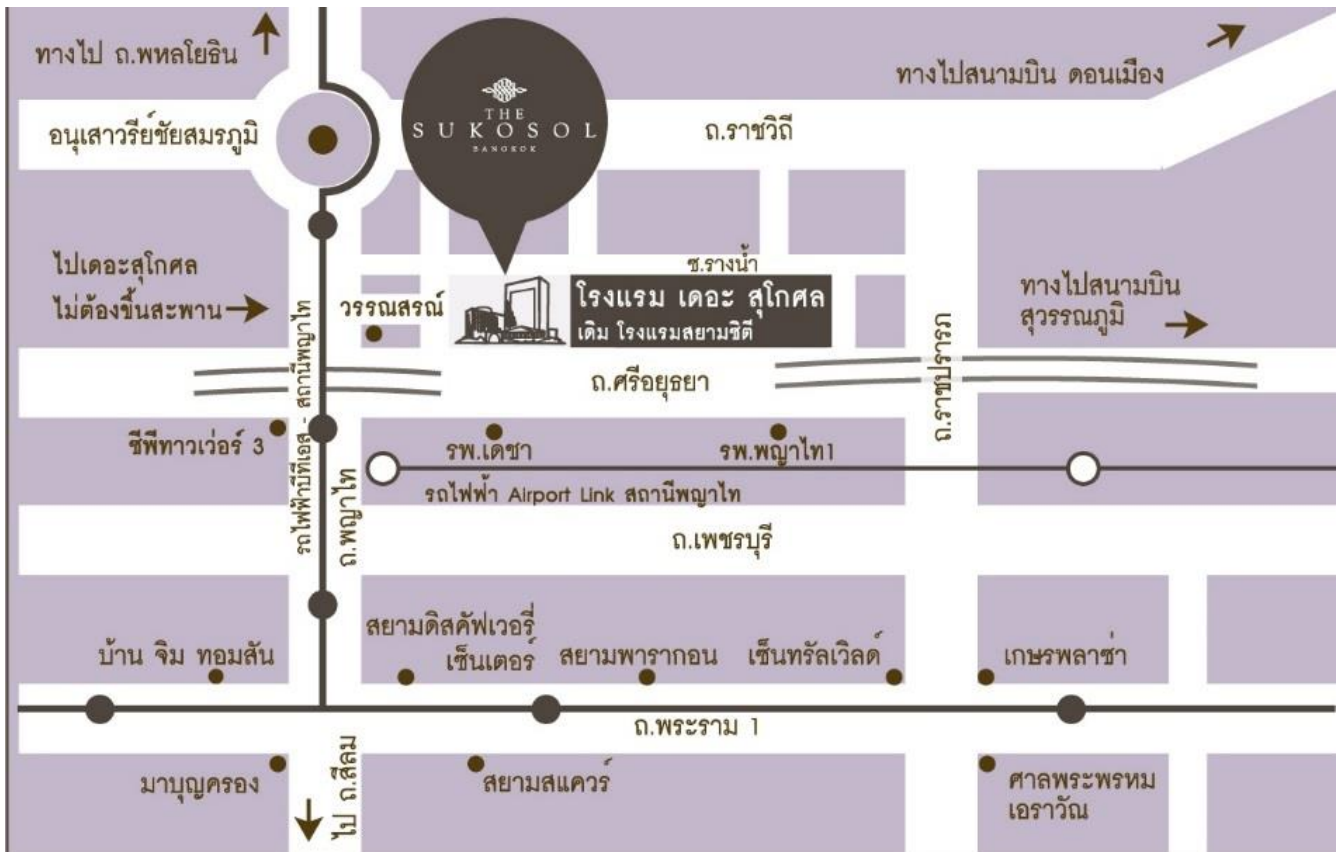 ทางไป ถ.พหลโยธิน
ทางไปสนามบิน ดอนเมือง
THE
SUKOSOL
BANGKOK
อนุเสาวรีย์ชัยสมรภูมิ
ถ.ราชวิถี
ไปเดอะสุโกศล
ไม่ต้องขึ้นสะพาน
ซ.รางน้ำ
วรรณสรณ์
โรงแรม เดอะ สุโกศล
เดิม โรงแรมสยามซิตี
ทางไปสนามบิน
สุวรรณภูมิ
ถ.ศรีอยุธยา
ถ.ราชปรารภ
รถไฟฟ้าบีทีเอส - สถานีพญาไท
ซีพีทาวเว่อร์ 3
รพ.เดชา
รพ.พญาไท1
ถ.พญาไท
รถไฟฟ้า Airport Link สถานีพญาไท
ถ.เพชรบุรี
บ้าน จิม ทอมสัน
สยามดิสคัฟเวอรี่
เซ็นเตอร์
สยามพารากอน
เซ็นทรัลเวิลด์
เกษรพลาซ่า
ถ.พระราม 1
มาบุญครอง
ไป ถ.สีลม
สยามสแควร์
ศาลพระพรหม
เอราวัณ